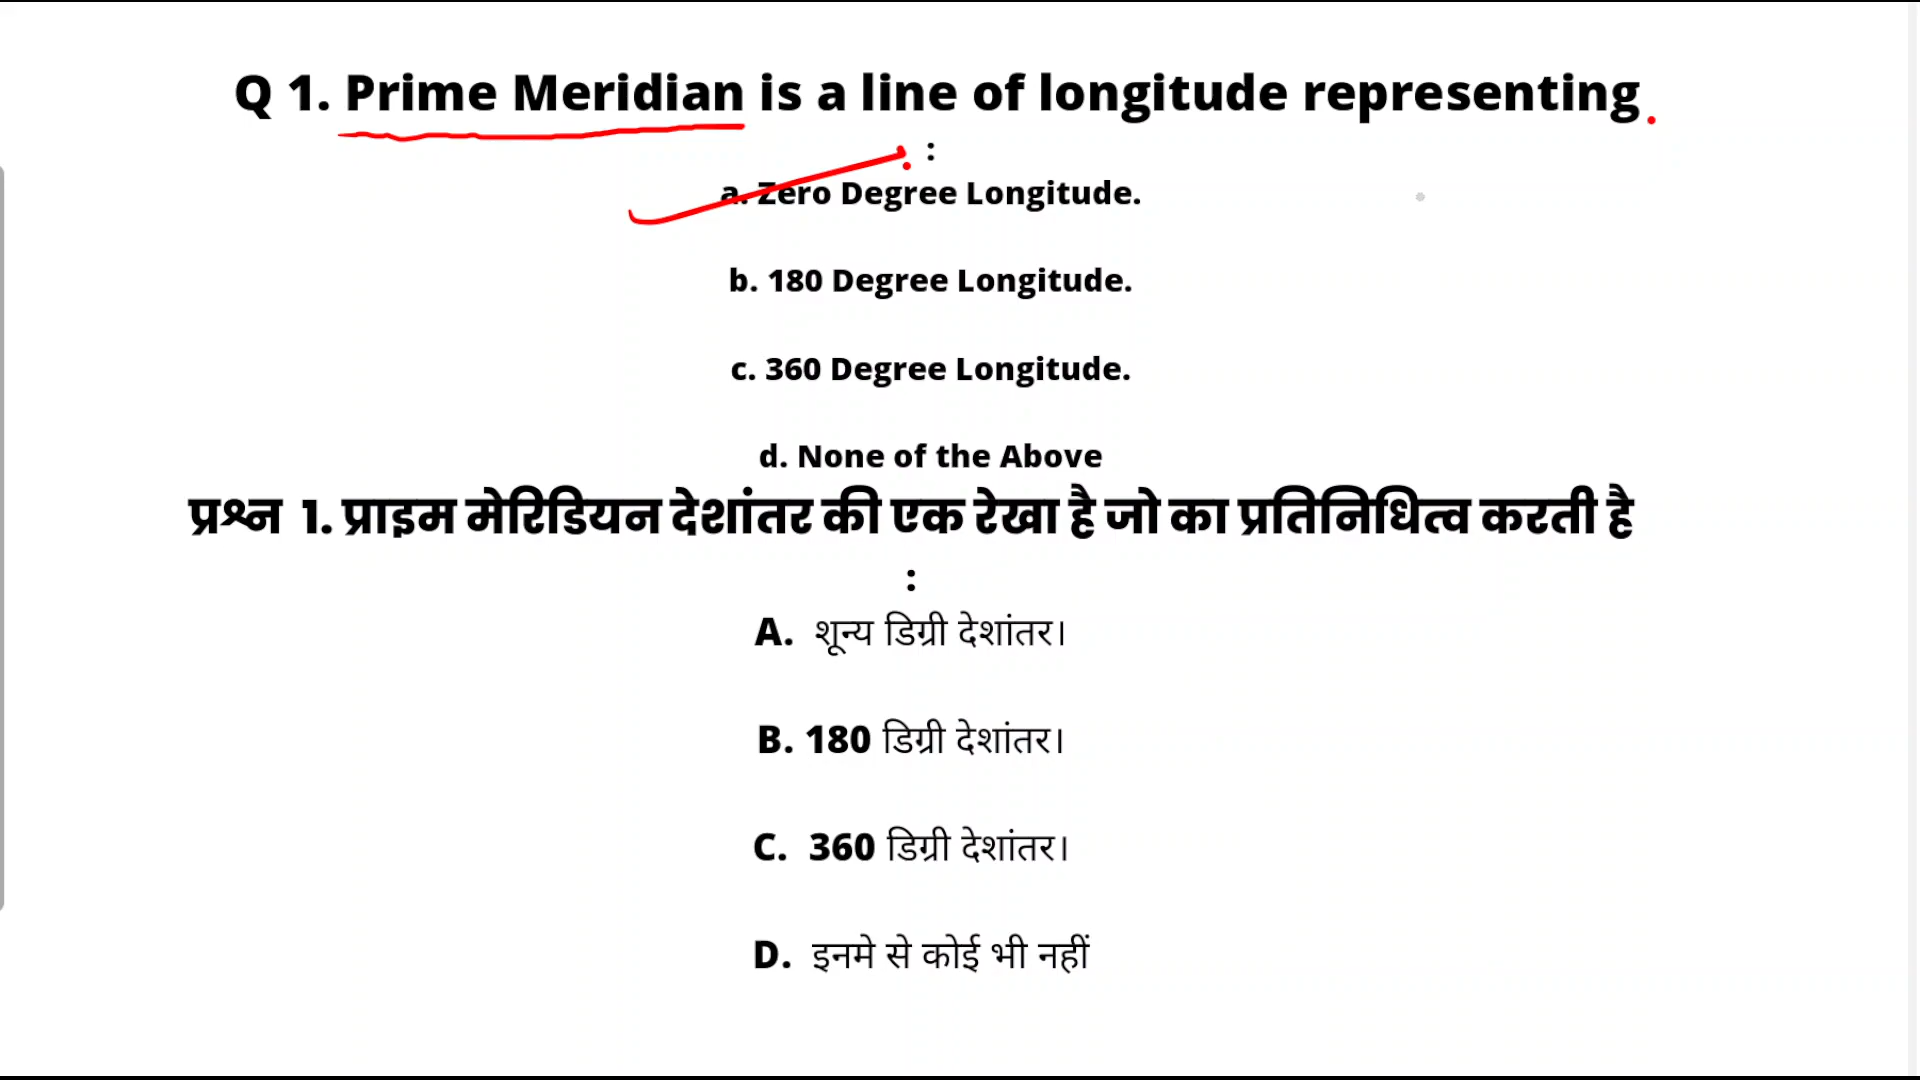 Q 1. Prime Meridian is a line of longitude representing
:
a. Zero Degree Longitude.
b. 180 Degree Longitude.
c. 360 Degree Longitude.
d. None of the Above
प्रश्न 1. प्राइम मेरिडियन देशांतर की एक रेखा है जो का प्रतिनिधित्व करती है
:
A. शून्य डिग्री देशांतर।
B. 180 डिग्री देशांतर।
C. 360 डिग्री देशांतर।
D. इनमे से कोई भी नहीं